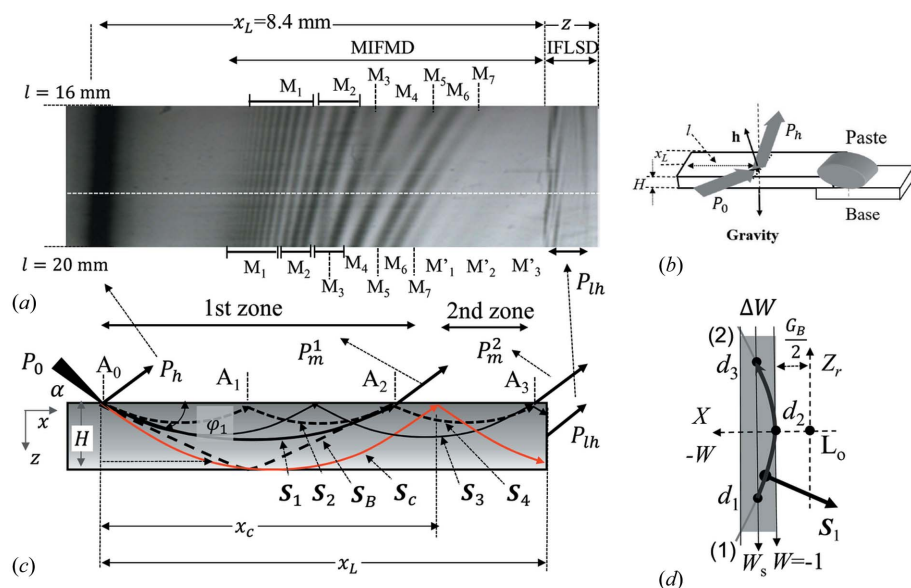 x_L=8.4 mm
z
MIFMD
IFLSD
M₁ M₂ M₃ M₄ M₅ M₆ M₇
l = 16 mm
l = 20 mm
M₁ M₂ M₃ M₄ M₅ M₆ M₇ M'₁ M'₂ M'₃
(a)
P_lh
l
h
P_h
Paste
x_L
H
P₀
Base
Gravity
(b)
1st zone
2nd zone
P₀
α
A₀
P_h
A₁
P_m^1
A₂
P_m^2
A₃
x
z
H
φ₁
P_lh
S₁ S₂ S_B S_c S₃ S₄
x_c
x_L
(c)
ΔW
(2)
G_B/2
Z_r
d₃
X
d₂
-W
L_o
d₁
S₁
(1)
W_s
W=-1
(d)